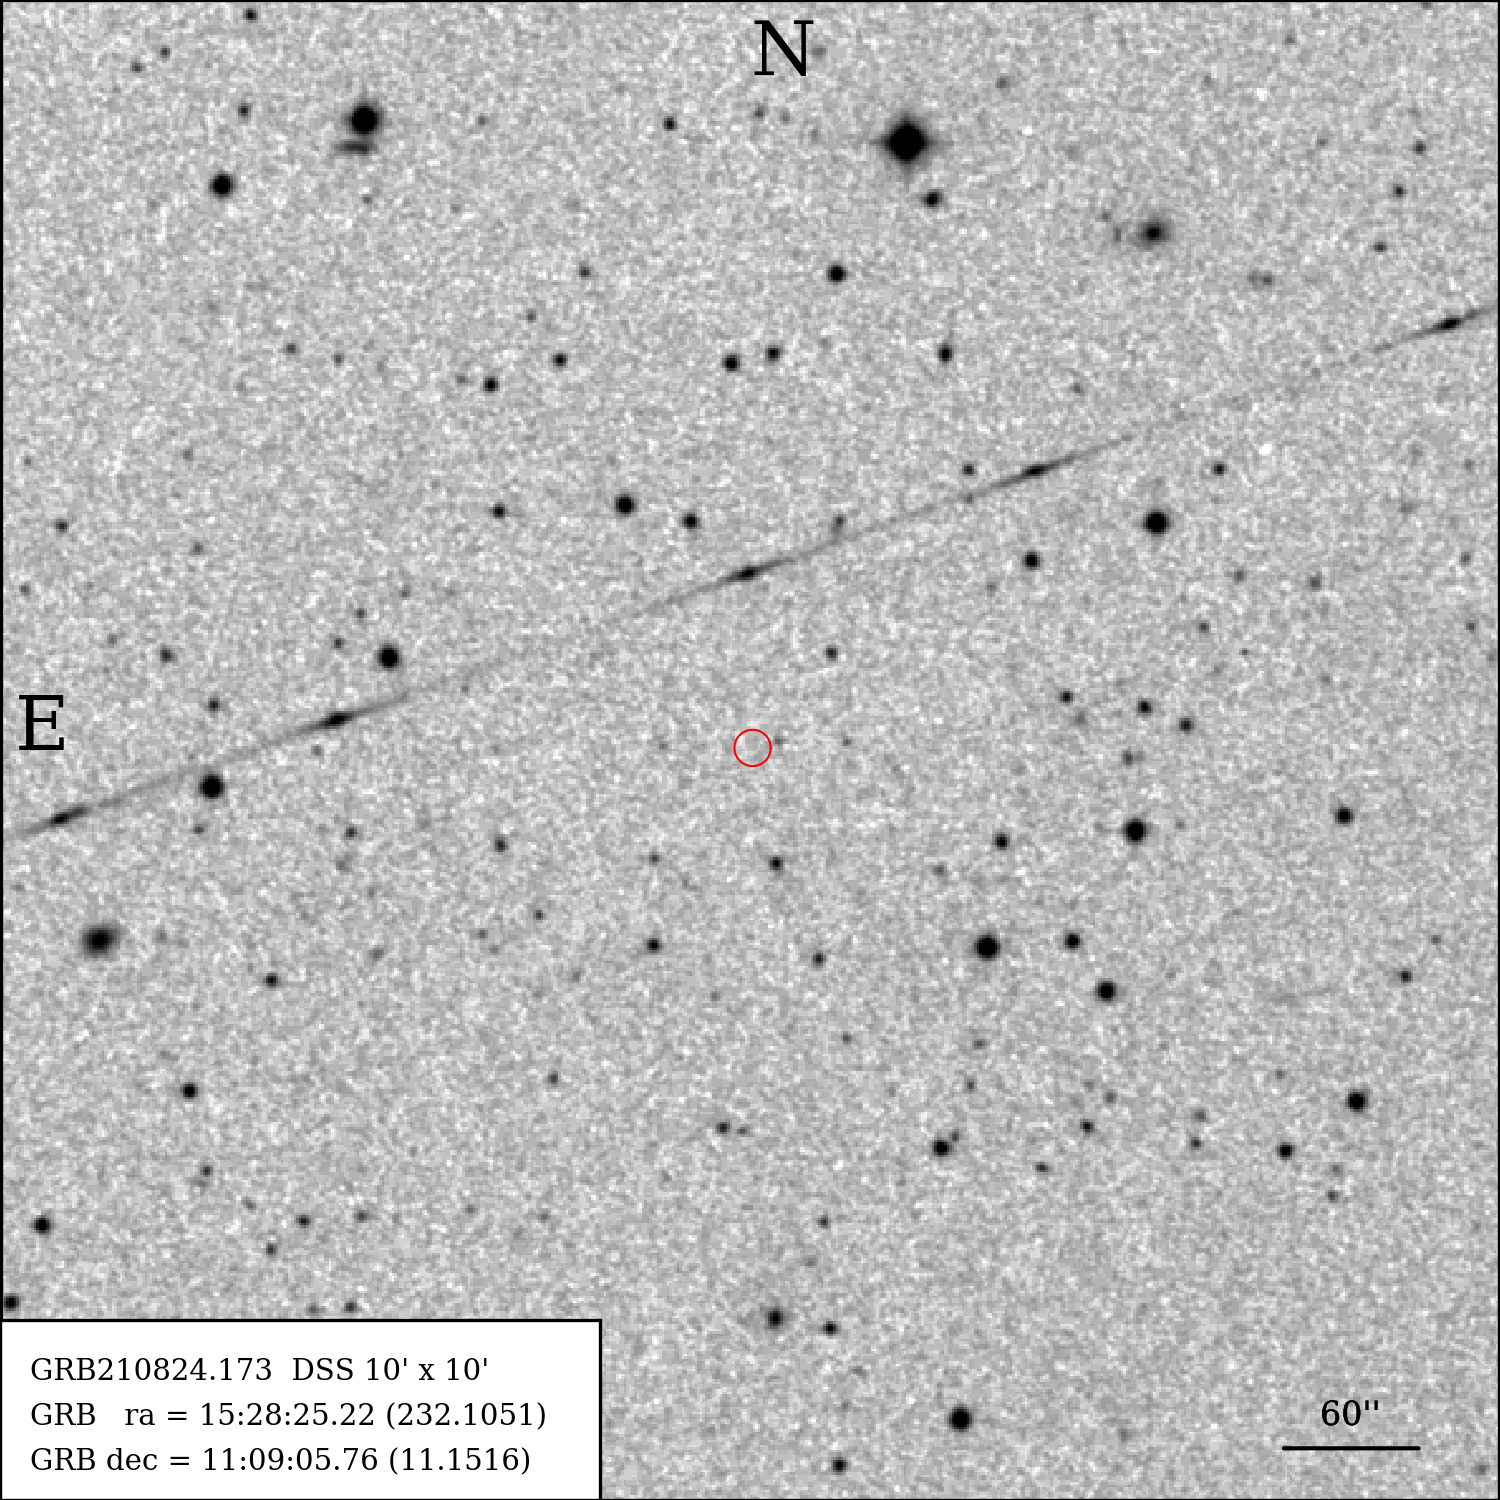 N
E
GRB210824.173 DSS 10' x 10'
GRB ra = 15:28:25.22 (232.1051)
GRB dec = 11:09:05.76 (11.1516)
60''